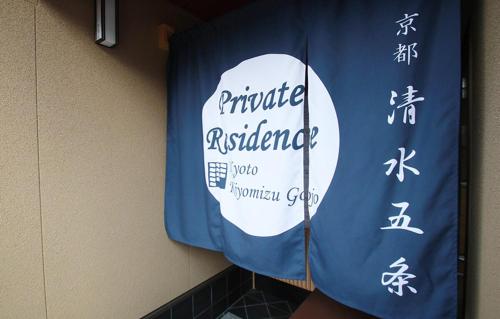 Private
Residence
Kyoto
Kiyomizu Gojo
京都
清水五条